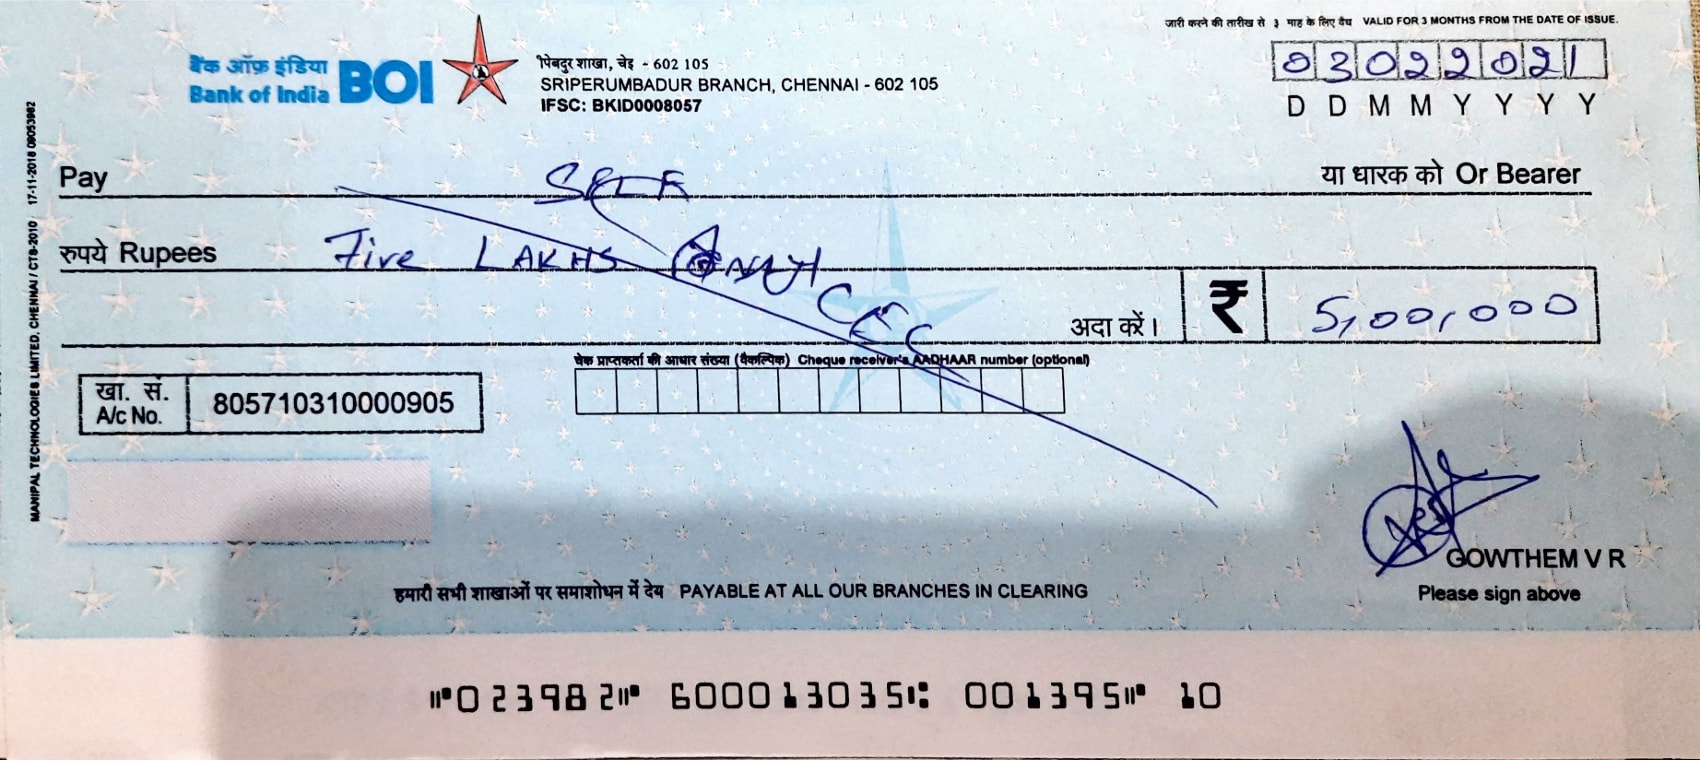 जारी करने की तारीख से ३ माह के लिए वैध VALID FOR 3 MONTHS FROM THE DATE OF ISSUE.
बैंक ऑफ़ इंडिया BOI
Bank of India
पेिबदुर शाखा, चेइ - 602 105
SRIPERUMBADUR BRANCH, CHENNAI - 602 105
IFSC: BKID0008057
03022021
D D M M Y Y Y Y
Pay SELF या धारक को Or Bearer
रुपये Rupees Five LAKHS ONLY
अदा करें। ₹ 5,00,000
चेक प्राप्तकर्ता की आधार संख्या (वैकल्पिक) Cheque receiver's AADHAAR number (optional)
खा. सं.
A/c No. 805710310000905
GOWTHEM V R
Please sign above
हमारी सभी शाखाओं पर समाशोधन में देय PAYABLE AT ALL OUR BRANCHES IN CLEARING
⑈023982⑈ 600013035⑆ 001395⑈ 10
MANIPAL TECHNOLOGIES LIMITED, CHENNAI / CTS-2010 17-11-2018